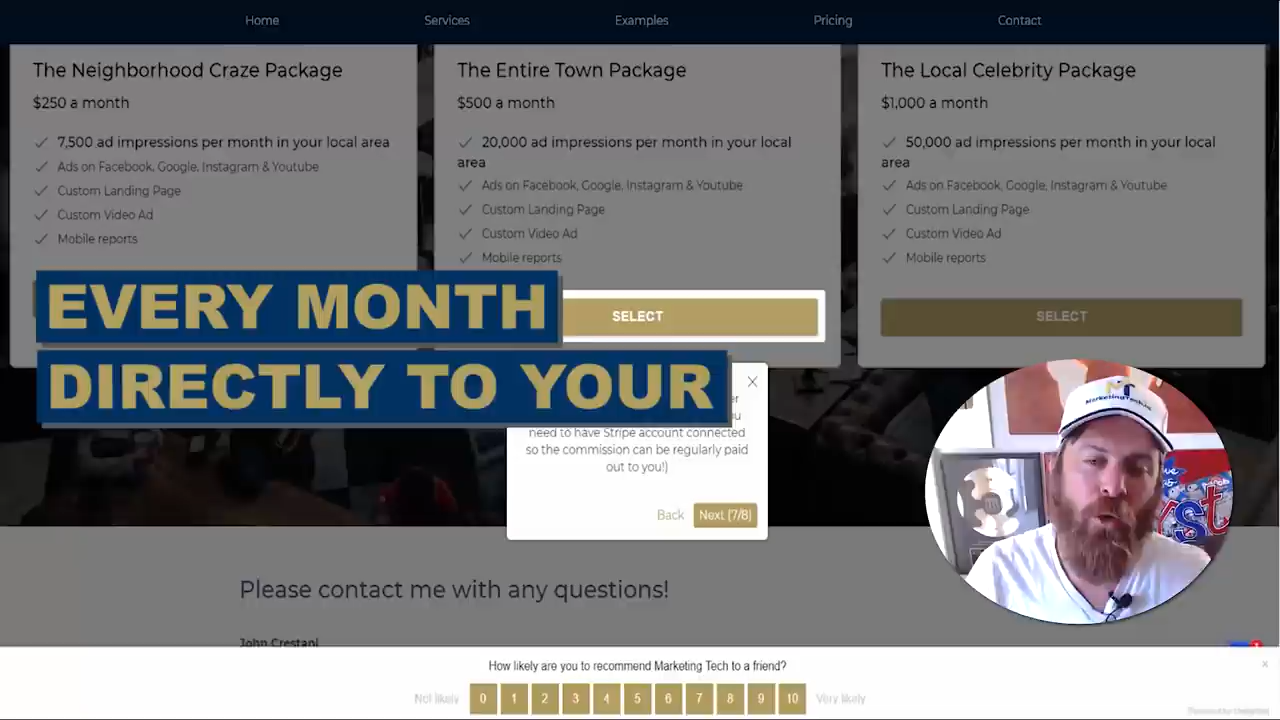 Home
Services
Examples
Pricing
Contact
The Neighborhood Craze Package
$250 a month
7,500 ad impressions per month in your local area
Ads on Facebook, Google, Instagram & Youtube
Custom Landing Page
Custom Video Ad
Mobile reports
The Entire Town Package
$500 a month
20,000 ad impressions per month in your local
area
Ads on Facebook, Google, Instagram & Youtube
Custom Landing Page
Custom Video Ad
Mobile reports
SELECT
The Local Celebrity Package
$1,000 a month
50,000 ad impressions per month in your local
area
Ads on Facebook, Google, Instagram & Youtube
Custom Landing Page
Custom Video Ad
Mobile reports
SELECT
EVERY MONTH
DIRECTLY TO YOUR
need to have Stripe account connected
so the commission can be regularly paid
out to you!)
Back
Next (7/8)
Please contact me with any questions!
John Crestani
How likely are you to recommend Marketing Tech to a friend?
Not likely
0
1
2
3
4
5
6
7
8
9
10
Very likely